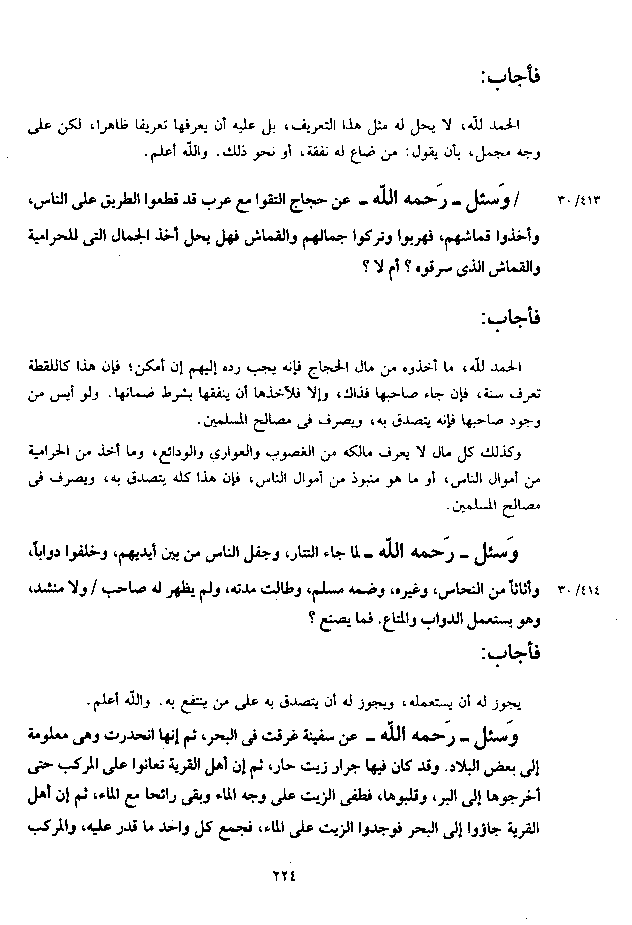 فأجاب:
الحمد لله، لا يحل له مثل هذا التعريف، بل عليه أن يعرفها تعريفا ظاهرا، لكن على
وجه مجمل، بأن يقول: من ضاع له نفقة، أو نحو ذلك. والله أعلم.
٣٠/٤١٣ / وَسئل ـ رَحمه الله ـ عن حجاج التقوا مع عرب قد قطعوا الطريق على الناس،
وأخذوا قماشهم، فهربوا وتركوا جمالهم والقماش فهل يحل أخذ الجمال التى للحرامية
والقماش الذى سرقوه ؟ أم لا ؟
فأجاب:
الحمد لله، ما أخذوه من مال الحجاج فإنه يجب رده إليهم إن أمكن؛ فإن هذا كاللقطة
تعرف سنة، فإن جاء صاحبها فذاك، وإلا فلآخذها أن ينفقها بشرط ضمانها. ولو أيس من
وجود صاحبها فإنه يتصدق به، ويصرف فى مصالح المسلمين.
وكذلك كل مال لا يعرف مالكه من الغصوب والعوارى والودائع، وما أخذ من الحرامية
من أموال الناس، أو ما هو منبوذ من أموال الناس، فإن هذا كله يتصدق به، ويصرف فى
مصالح المسلمين.
وَسئل ـ رَحمه الله ـ لما جاء التتار، وجفل الناس من بين أيديهم، وخلفوا دواباً،
٣٠/٤١٤ وأثاثاً من النحاس، وغيره، وضمه مسلم، وطالت مدته، ولم يظهر له صاحب / ولا منشد،
وهو يستعمل الدواب والمتاع. فما يصنع ؟
فأجاب:
يجوز له أن يستعمله، ويجوز له أن يتصدق به على من ينتفع به. والله أعلم.
وَسئل ـ رَحمه الله ـ عن سفينة غرقت فى البحر، ثم إنها انحدرت وهى معلومة
إلى بعض البلاد. وقد كان فيها جرار زيت حار، ثم إن أهل القرية تعانوا على المركب حتى
أخرجوها إلى البر، وقلبوها، فطفى الزيت على وجه الماء وبقى رائحا مع الماء، ثم إن أهل
القرية جاؤوا إلى البحر فوجدوا الزيت على الماء، فجمع كل واحد ما قدر عليه، والمركب
٢٢٤